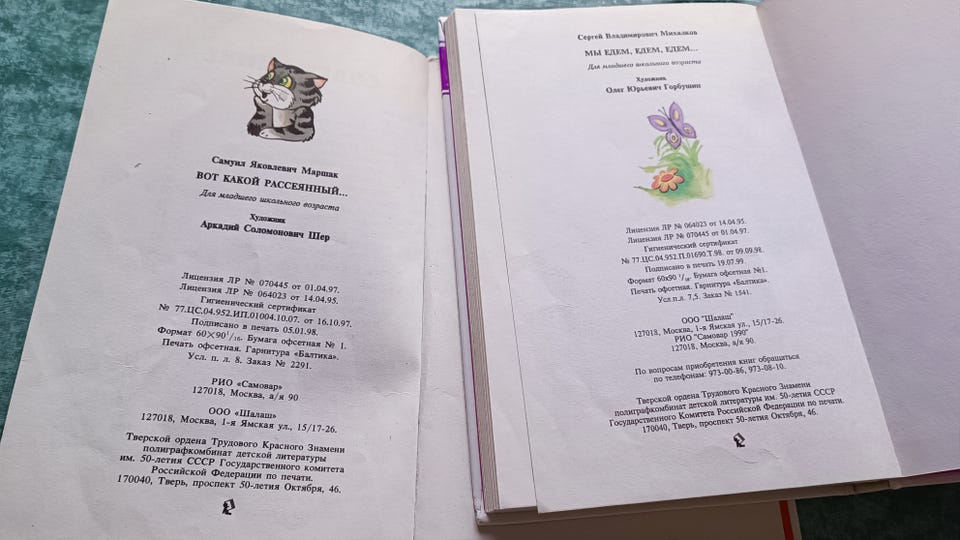 Самуил Яковлевич Маршак
ВОТ КАКОЙ РАССЕЯННЫЙ...
Для младшего школьного возраста
Художник
Аркадий Соломонович Шер
Лицензия ЛР № 070445 от 01.04.97.
Лицензия ЛР № 064023 от 14.04.95.
Гигиенический сертификат
№ 77.ЦС.04.952.ИП.01004.10.07. от 16.10.97.
Подписано в печать 05.01.98.
Формат 60×90 1/16. Бумага офсетная № 1.
Печать офсетная. Гарнитура «Балтика».
Усл. п. л. 8. Заказ № 2291.
РИО «Самовар»
127018, Москва, а/я 90
ООО «Шалаш»
127018, Москва, 1-я Ямская ул., 15/17-26.
Тверской ордена Трудового Красного Знамени
полиграфкомбинат детской литературы
им. 50-летия СССР Государственного комитета
Российской Федерации по печати.
170040, Тверь, проспект 50-летия Октября, 46.
Сергей Владимирович Михалков
МЫ ЕДЕМ, ЕДЕМ, ЕДЕМ...
Для младшего школьного возраста
Художник
Олег Юрьевич Горбушин
Лицензия ЛР № 064023 от 14.04.95.
Лицензия ЛР № 070445 от 01.04.97.
Гигиенический сертификат
№ 77.ЦС.04.952.П.01690.Т.98. от 09.09.98.
Подписано в печать 19.07.99.
Формат 60х90 1/16. Бумага офсетная №1.
Печать офсетная. Гарнитура «Балтика».
Усл.п.л. 7,5. Заказ № 1541.
ООО "Шалаш"
127018, Москва, 1-я Ямская ул., 15/17-26.
РИО "Самовар 1990"
127018, Москва, а/я 90.
По вопросам приобретения книг обращаться
по телефонам: 973-00-86, 973-08-10.
Тверской ордена Трудового Красного Знамени
полиграфкомбинат детской литературы им. 50-летия СССР
Государственного Комитета Российской Федерации по печати.
170040, Тверь, проспект 50-летия Октября, 46.